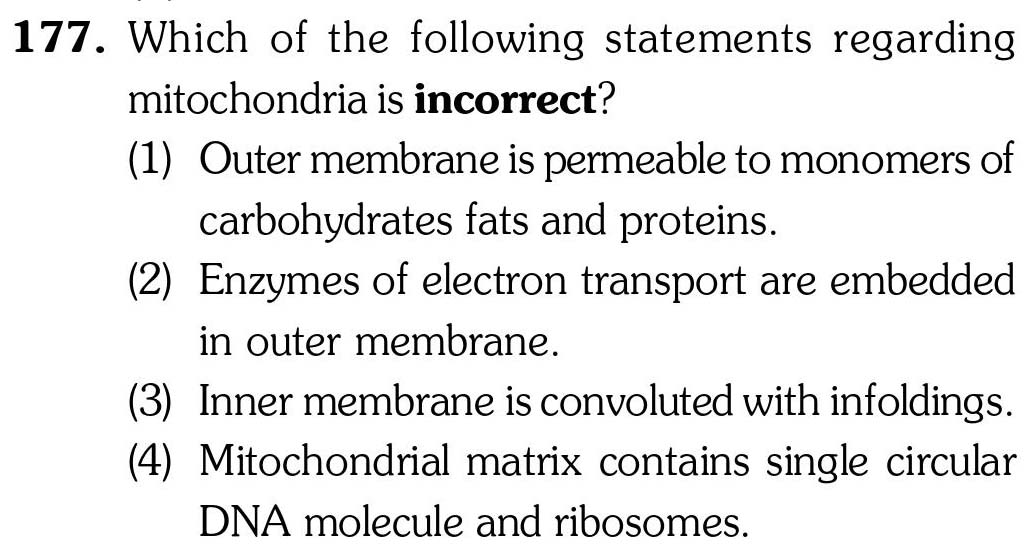 177. Which of the following statements regarding
mitochondria is incorrect?
(1) Outer membrane is permeable to monomers of
carbohydrates fats and proteins.
(2) Enzymes of electron transport are embedded
in outer membrane.
(3) Inner membrane is convoluted with infoldings.
(4) Mitochondrial matrix contains single circular
DNA molecule and ribosomes.